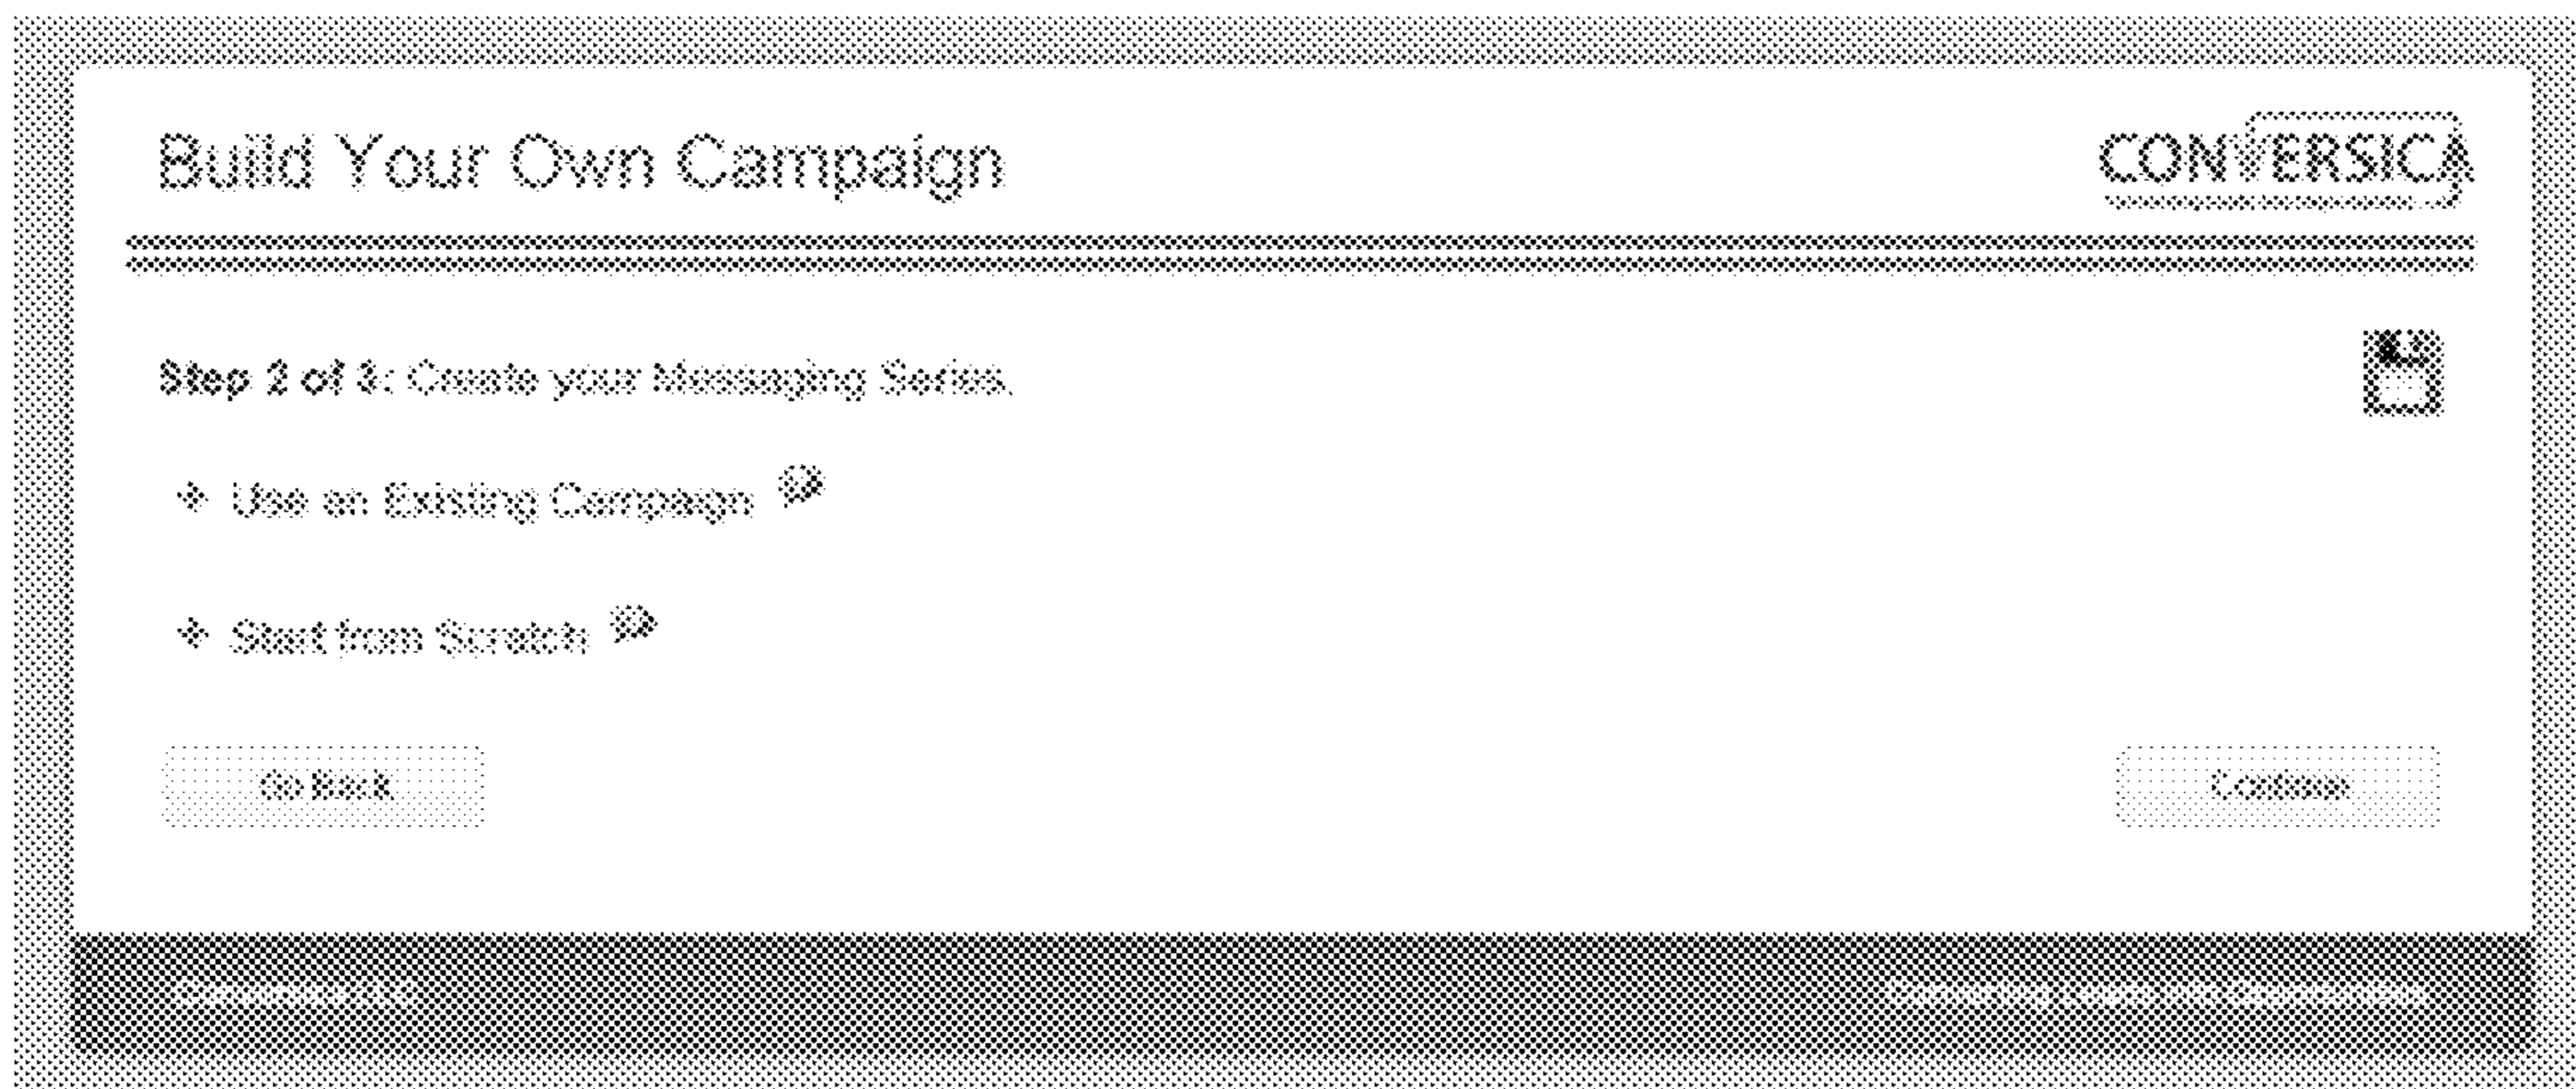 Build Your Own Campaign
CONVERSICA
Step 2 of 3: Create your Messaging Series.
Use an Existing Campaign
Start from Scratch
Go Back
Continue